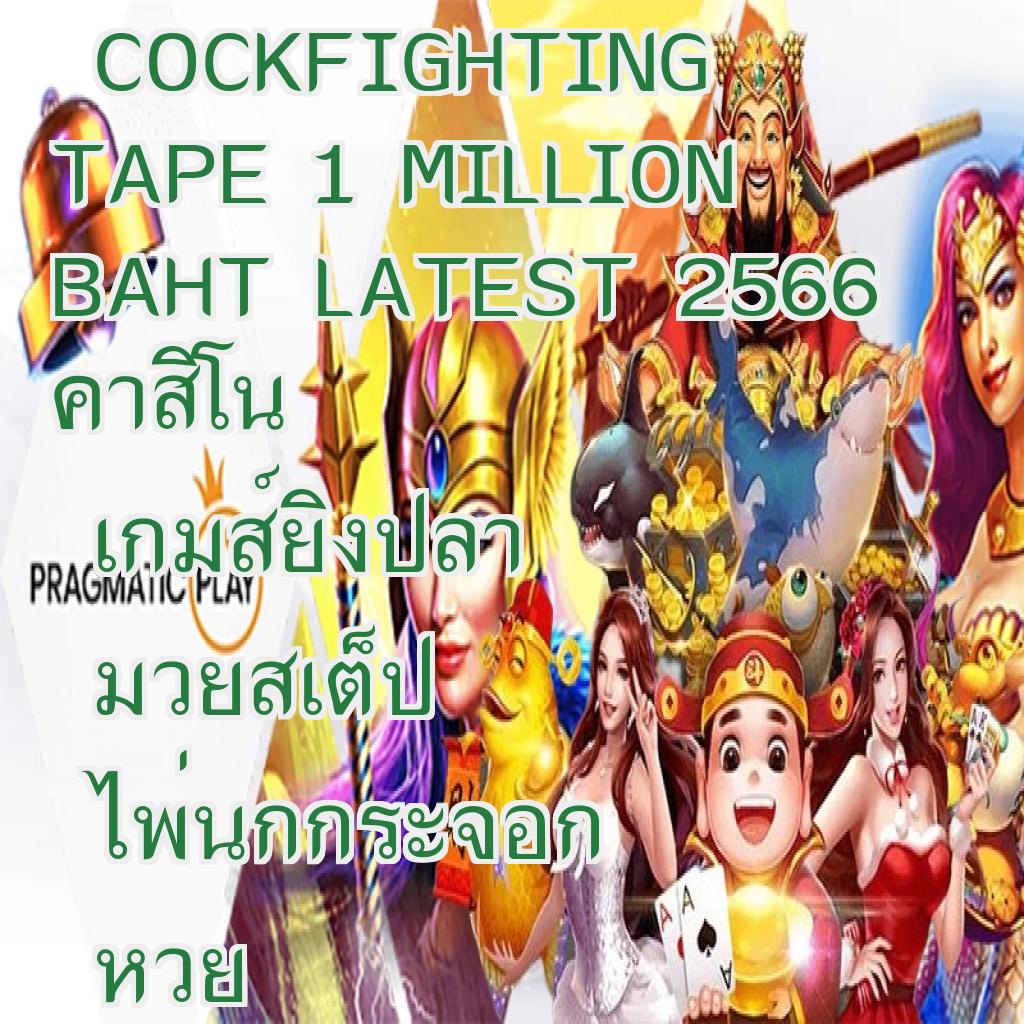 COCKFIGHTING
TAPE 1 MILLION
BAHT LATEST 2566
คาสิโน
เกมส์ยิงปลา
PRAGMATIC PLAY
มวยสเต็ป
ไพ่นกกระจอก
หวย
A A
A